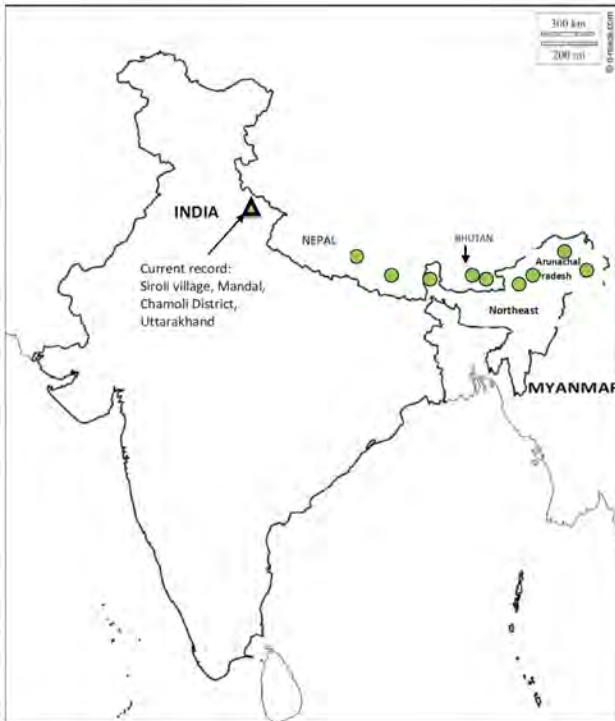 300 km
200 mi
© d-maps.com
INDIA
NEPAL
BHUTAN
Arunachal
Pradesh
Northeast
Current record:
Siroli village, Mandal,
Chamoli District,
Uttarakhand
MYANMAR